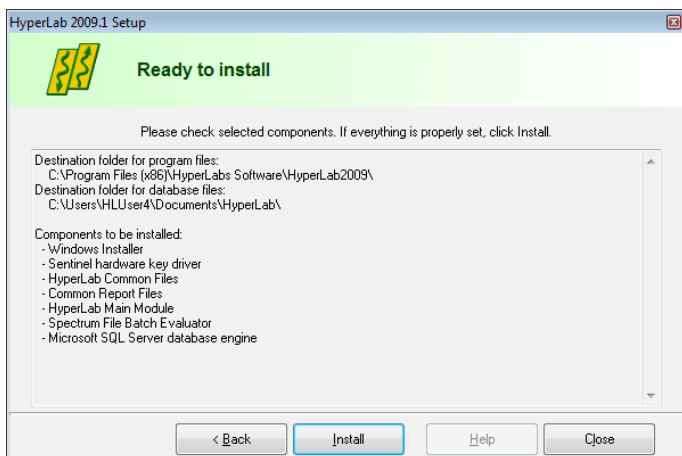 HyperLab 2009.1 Setup
Ready to install
Please check selected components. If everything is properly set, click Install.
Destination folder for program files:
C:\Program Files (x86)\HyperLabs Software\HyperLab2009\
Destination folder for database files:
C:\Users\HLUser4\Documents\HyperLab\
Components to be installed:
- Windows Installer
- Sentinel hardware key driver
- HyperLab Common Files
- Common Report Files
- HyperLab Main Module
- Spectrum File Batch Evaluator
- Microsoft SQL Server database engine
< Back Install Help Close